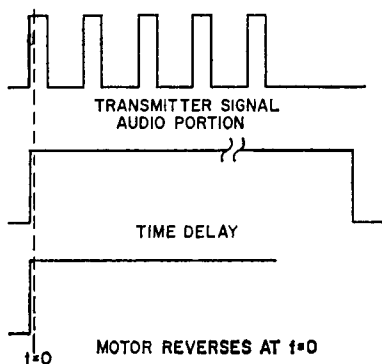 TRANSMITTER SIGNAL
AUDIO PORTION
TIME DELAY
t=0
MOTOR REVERSES AT t=0